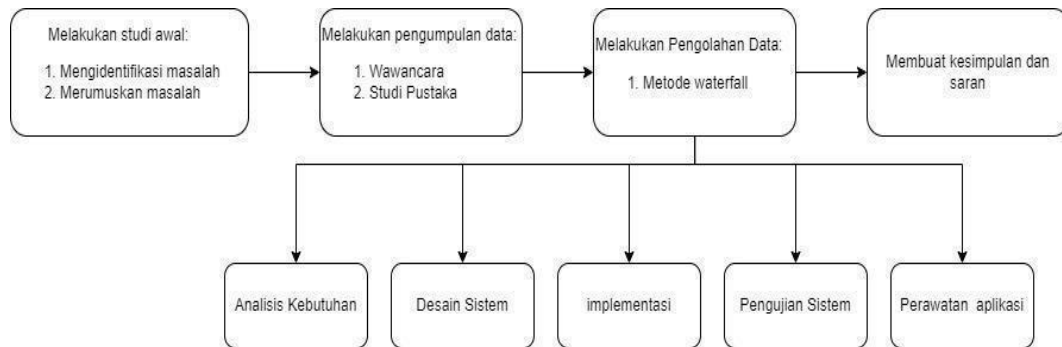 Melakukan studi awal:
1. Mengidentifikasi masalah
2. Merumuskan masalah
Melakukan pengumpulan data:
1. Wawancara
2. Studi Pustaka
Melakukan Pengolahan Data:
1. Metode waterfall
Membuat kesimpulan dan
saran
Analisis Kebutuhan
Desain Sistem
implementasi
Pengujian Sistem
Perawatan aplikasi